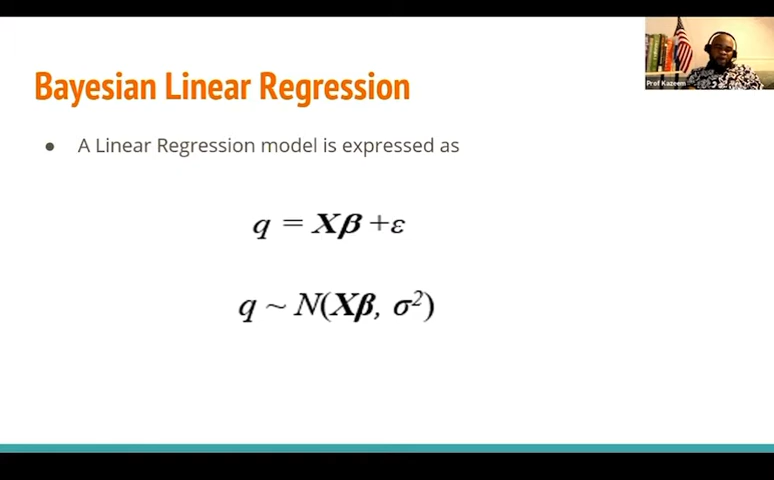 Bayesian Linear Regression
● A Linear Regression model is expressed as
q = Xβ + ε
q ~ N(Xβ, σ²)
Prof Kazeem